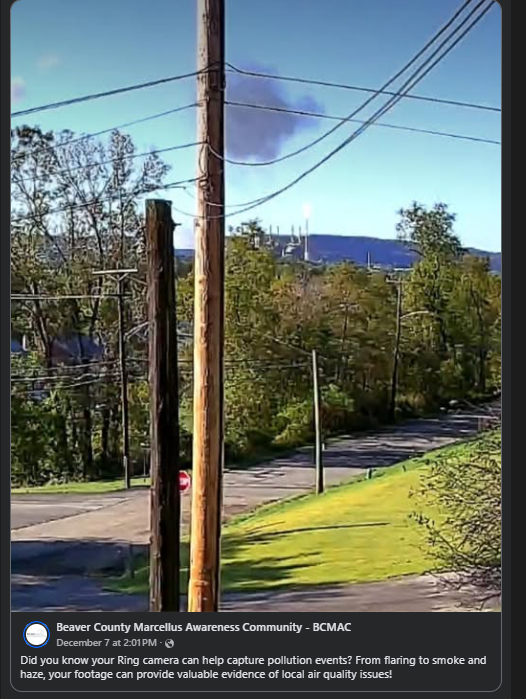 Beaver County Marcellus Awareness Community - BCMAC
December 7 at 2:01 PM ·
Did you know your Ring camera can help capture pollution events? From flaring to smoke and
haze, your footage can provide valuable evidence of local air quality issues!